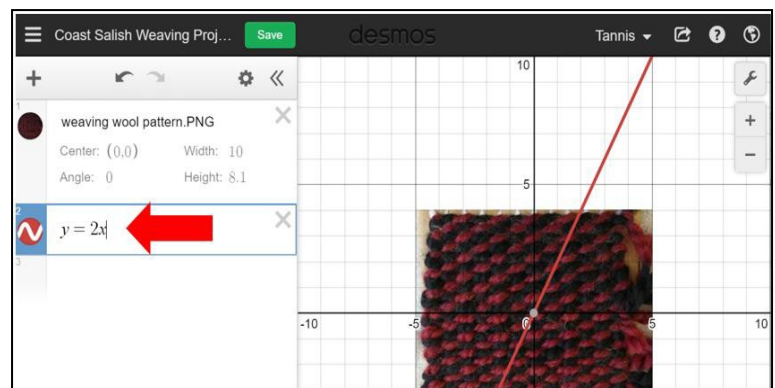 Coast Salish Weaving Proj... Save desmos Tannis
weaving wool pattern.PNG
Center: (0,0) Width: 10
Angle: 0 Height: 8.1
y = 2x
1
2
3
10
5
-10 -5 0 5 10